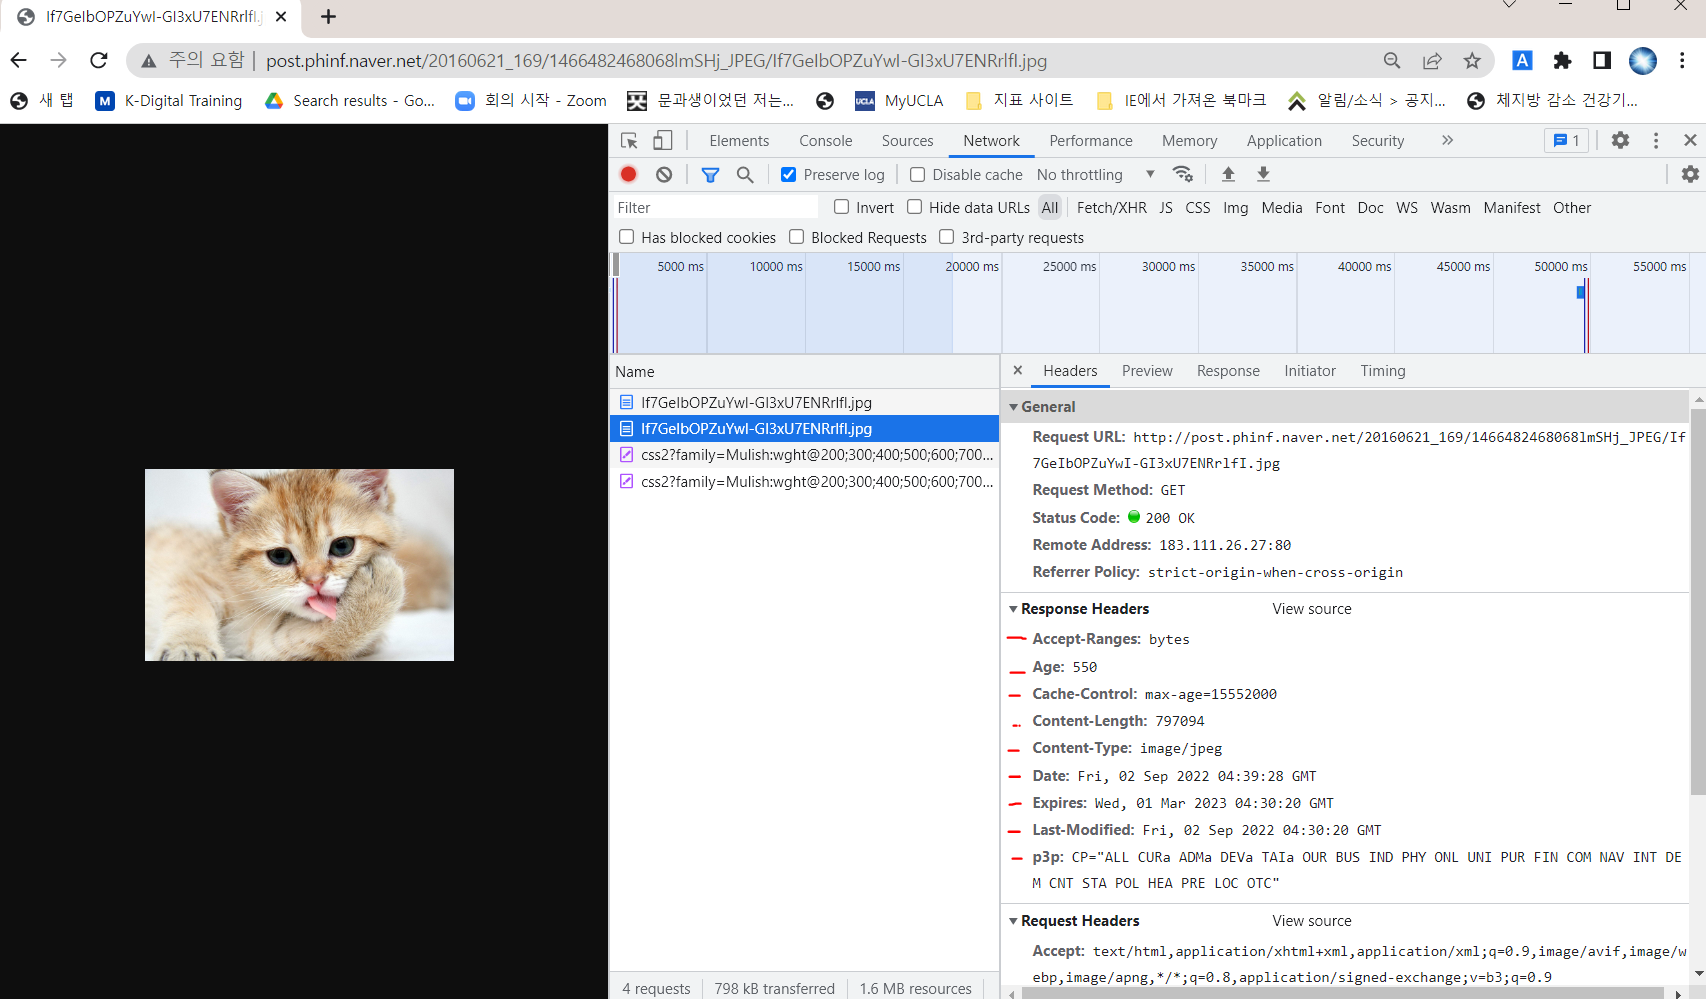 If7GeIbOPZuYwI-GI3xU7ENRrlfI.j
주의 요함 | post.phinf.naver.net/20160621_169/1466482468068lmSHj_JPEG/If7GeIbOPZuYwI-GI3xU7ENRrlfI.jpg
새 탭 K-Digital Training Search results - Go... 회의 시작 - Zoom 문과생이었던 저는... UCLA MyUCLA 지표 사이트 IE에서 가져온 북마크 알림/소식 > 공지... 체지방 감소 건강기...
Elements Console Sources Network Performance Memory Application Security » 1
Preserve log Disable cache No throttling
Filter Invert Hide data URLs All Fetch/XHR JS CSS Img Media Font Doc WS Wasm Manifest Other
Has blocked cookies Blocked Requests 3rd-party requests
5000 ms 10000 ms 15000 ms 20000 ms 25000 ms 30000 ms 35000 ms 40000 ms 45000 ms 50000 ms 55000 ms
Name
If7GeIbOPZuYwI-GI3xU7ENRrlfI.jpg
If7GeIbOPZuYwI-GI3xU7ENRrlfI.jpg
css2?family=Mulish:wght@200;300;400;500;600;700...
css2?family=Mulish:wght@200;300;400;500;600;700...
4 requests 798 kB transferred 1.6 MB resources
Headers Preview Response Initiator Timing
General
Request URL: http://post.phinf.naver.net/20160621_169/1466482468068lmSHj_JPEG/If
7GeIbOPZuYwI-GI3xU7ENRrlfI.jpg
Request Method: GET
Status Code: 200 OK
Remote Address: 183.111.26.27:80
Referrer Policy: strict-origin-when-cross-origin
Response Headers View source
Accept-Ranges: bytes
Age: 550
Cache-Control: max-age=15552000
Content-Length: 797094
Content-Type: image/jpeg
Date: Fri, 02 Sep 2022 04:39:28 GMT
Expires: Wed, 01 Mar 2023 04:30:20 GMT
Last-Modified: Fri, 02 Sep 2022 04:30:20 GMT
p3p: CP="ALL CURa ADMa DEVa TAIa OUR BUS IND PHY ONL UNI PUR FIN COM NAV INT DE
M CNT STA POL HEA PRE LOC OTC"
Request Headers View source
Accept: text/html,application/xhtml+xml,application/xml;q=0.9,image/avif,image/w
ebp,image/apng,*/*;q=0.8,application/signed-exchange;v=b3;q=0.9